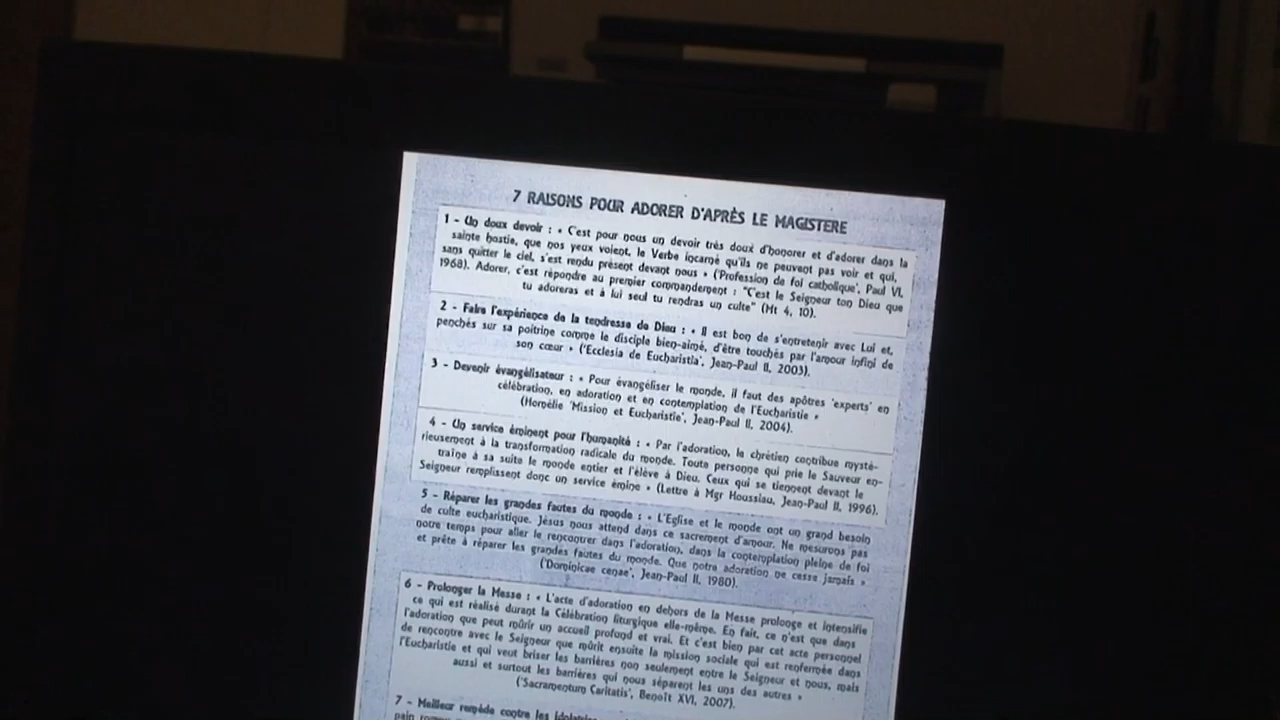 7 RAISONS POUR ADORER D'APRÈS LE MAGISTERE
1 - Un doux devoir : « C'est pour nous un devoir très doux d'honorer et d'adorer dans la
sainte hostie, que nos yeux voient, le Verbe incarné qu'ils ne peuvent pas voir et qui,
sans quitter le ciel, s'est rendu présent devant nous » ('Profession de foi catholique', Paul VI,
1968). Adorer, c'est répondre au premier commandement : "C'est le Seigneur ton Dieu que
tu adoreras et à lui seul tu rendras un culte" (Mt 4, 10).
2 - Faire l'expérience de la tendresse de Dieu : « Il est bon de s'entretenir avec Lui et,
penchés sur sa poitrine comme le disciple bien-aimé, d'être touchés par l'amour infini de
son cœur » ('Ecclesia de Eucharistia', Jean-Paul II, 2003).
3 - Devenir évangélisateur : « Pour évangéliser le monde, il faut des apôtres 'experts' en
célébration, en adoration et en contemplation de l'Eucharistie »
(Homélie 'Mission et Eucharistie', Jean-Paul II, 2004).
4 - Un service éminent pour l'humanité : « Par l'adoration, le chrétien contribue mysté-
rieusement à la transformation radicale du monde. Toute personne qui prie le Sauveur en-
traîne à sa suite le monde entier et l'élève à Dieu. Ceux qui se tiennent devant le
Seigneur remplissent donc un service émine » (Lettre à Mgr Houssiau, Jean-Paul II, 1996).
5 - Réparer les grandes fautes du monde : « L'Eglise et le monde ont un grand besoin
de culte eucharistique. Jésus nous attend dans ce sacrement d'amour. Ne mesurons pas
notre temps pour aller le rencontrer dans l'adoration, dans la contemplation pleine de foi
et prête à réparer les grandes fautes du monde. Que notre adoration ne cesse jamais »
('Dominicae cenae', Jean-Paul II, 1980).
6 - Prolonger la Messe : « L'acte d'adoration en dehors de la Messe prolonge et intensifie
ce qui est réalisé durant la Célébration liturgique elle-même. En fait, ce n'est que dans
l'adoration que peut mûrir un accueil profond et vrai. Et c'est bien par cet acte personnel
de rencontre avec le Seigneur que mûrit ensuite la mission sociale qui est renfermée dans
l'Eucharistie et qui veut briser les barrières non seulement entre le Seigneur et nous, mais
aussi et surtout les barrières qui nous séparent les uns des autres »
('Sacramentum Caritatis', Benoît XVI, 2007).
7 - Meilleur remède contre les idolatries
pain